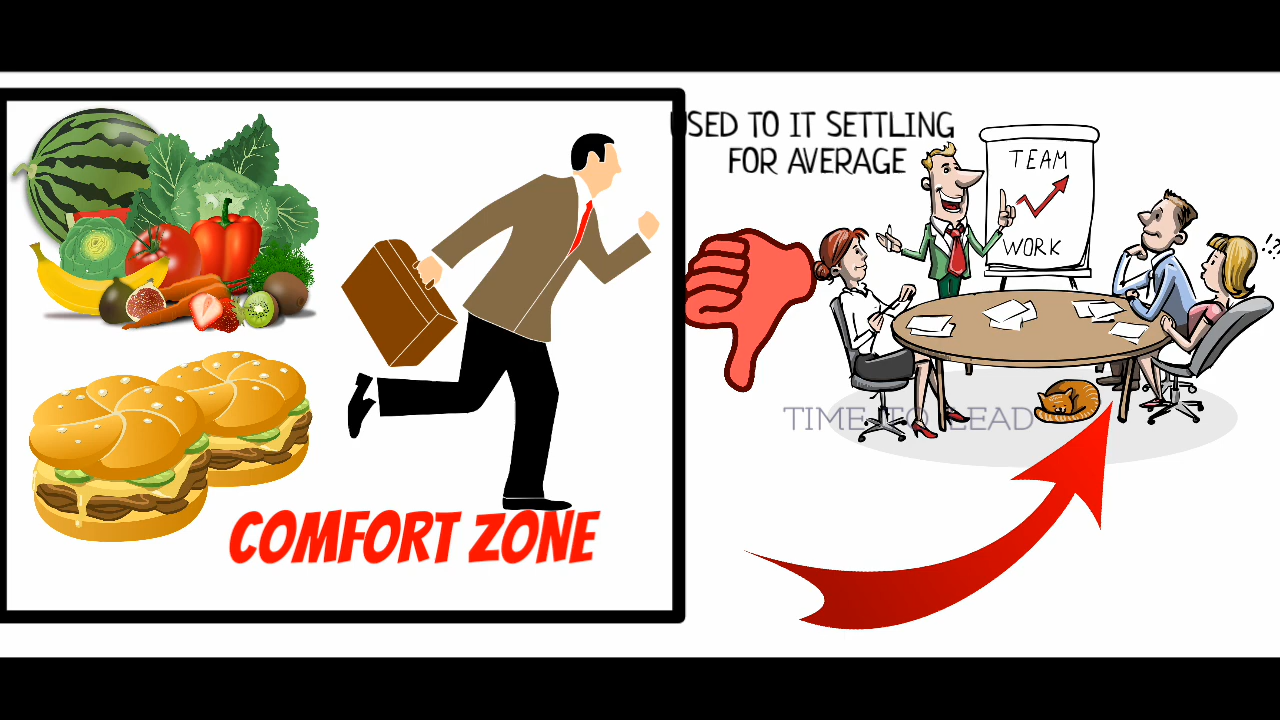 USED TO IT SETTLING
FOR AVERAGE
TEAM
WORK
!?
TIME TO LEAD
COMFORT ZONE